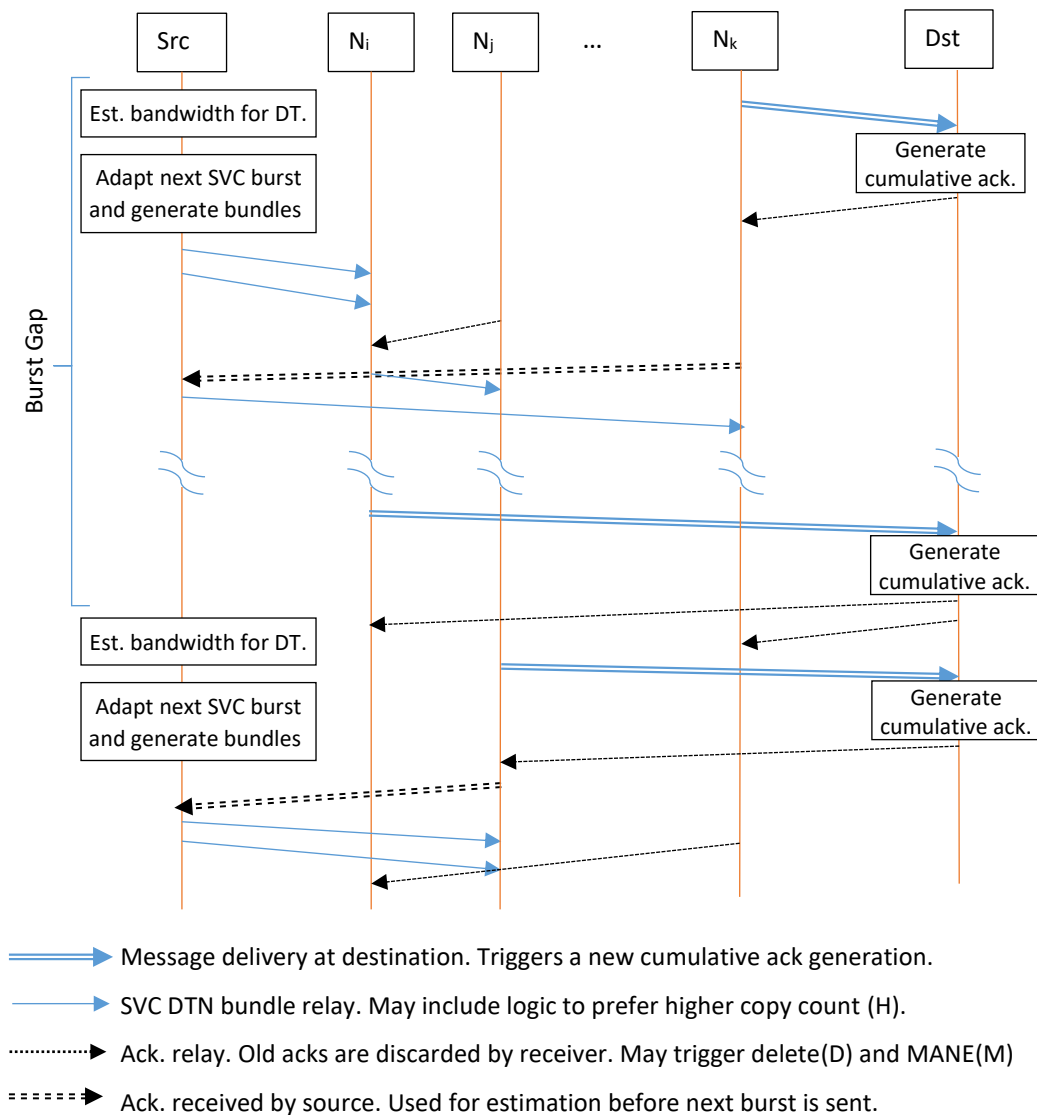 Src
Ni
Nj
...
Nk
Dst
Est. bandwidth for DT.
Generate
cumulative ack.
Adapt next SVC burst
and generate bundles
Burst Gap
Generate
cumulative ack.
Est. bandwidth for DT.
Adapt next SVC burst
and generate bundles
Generate
cumulative ack.
Message delivery at destination. Triggers a new cumulative ack generation.
SVC DTN bundle relay. May include logic to prefer higher copy count (H).
Ack. relay. Old acks are discarded by receiver. May trigger delete(D) and MANE(M)
Ack. received by source. Used for estimation before next burst is sent.